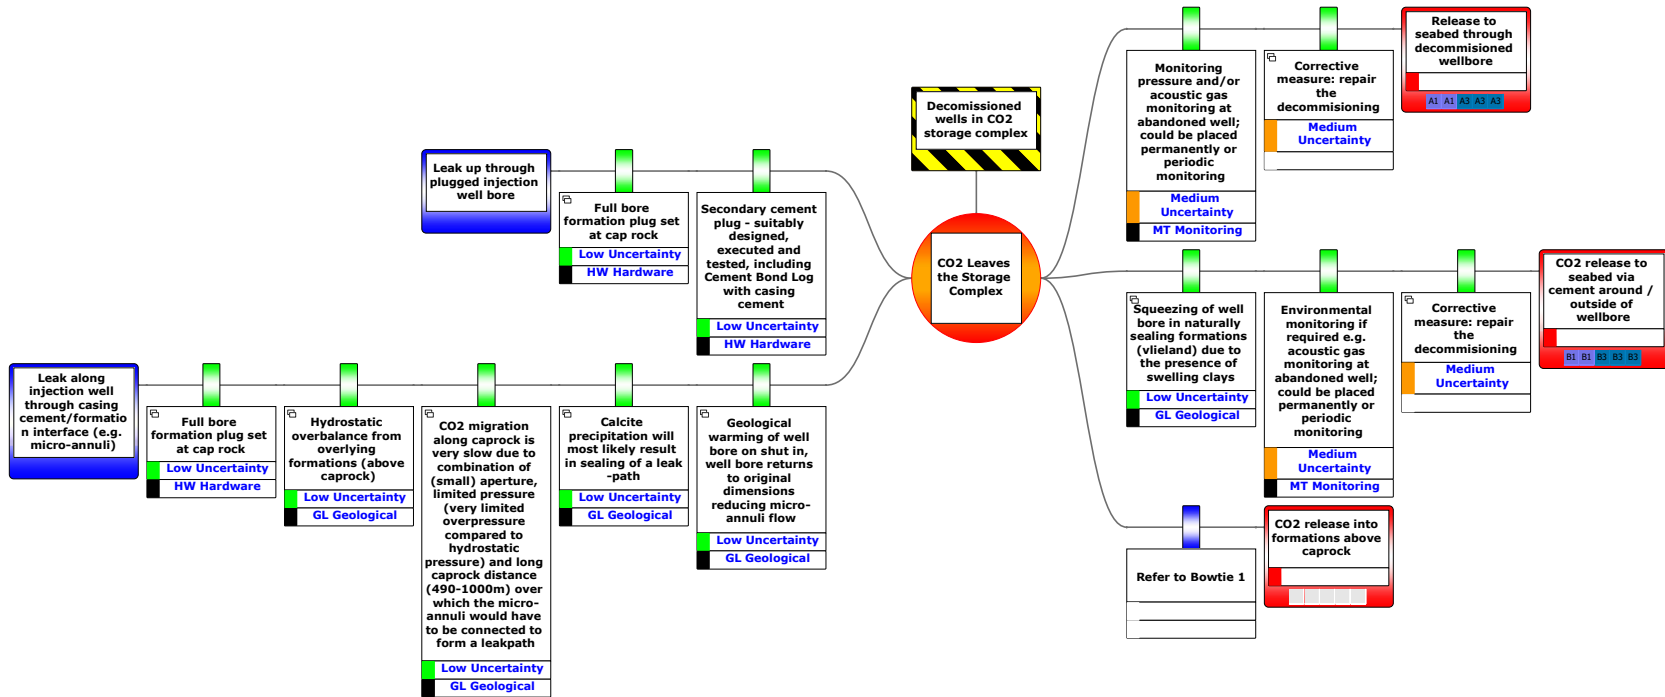 Release to
seabed through
decommisioned
wellbore
A1 A1 A3 A3 A3
Monitoring
pressure and/or
acoustic gas
monitoring at
abandoned well;
could be placed
permanently or
periodic
monitoring
Medium
Uncertainty
MT Monitoring
Corrective
measure: repair
the
decommisioning
Medium
Uncertainty
Decomissioned
wells in CO2
storage complex
Leak up through
plugged injection
well bore
Full bore
formation plug set
at cap rock
Low Uncertainty
HW Hardware
Secondary cement
plug - suitably
designed,
executed and
tested, including
Cement Bond Log
with casing
cement
Low Uncertainty
HW Hardware
CO2 Leaves
the Storage
Complex
CO2 release to
seabed via
cement around /
outside of
wellbore
B1 B1 B3 B3 B3
Squeezing of well
bore in naturally
sealing formations
(vlieland) due to
the presence of
swelling clays
Low Uncertainty
GL Geological
Environmental
monitoring if
required e.g.
acoustic gas
monitoring at
abandoned well;
could be placed
permanently or
periodic
monitoring
Medium
Uncertainty
MT Monitoring
Corrective
measure: repair
the
decommisioning
Medium
Uncertainty
Leak along
injection well
through casing
cement/formatio
n interface (e.g.
micro-annuli)
Full bore
formation plug set
at cap rock
Low Uncertainty
HW Hardware
Hydrostatic
overbalance from
overlying
formations (above
caprock)
Low Uncertainty
GL Geological
CO2 migration
along caprock is
very slow due to
combination of
(small) aperture,
limited pressure
(very limited
overpressure
compared to
hydrostatic
pressure) and long
caprock distance
(490-1000m) over
which the micro-
annuli would have
to be connected to
form a leakpath
Low Uncertainty
GL Geological
Calcite
precipitation will
most likely result
in sealing of a leak
-path
Low Uncertainty
GL Geological
Geological
warming of well
bore on shut in,
well bore returns
to original
dimensions
reducing micro-
annuli flow
Low Uncertainty
GL Geological
CO2 release into
formations above
caprock
Refer to Bowtie 1